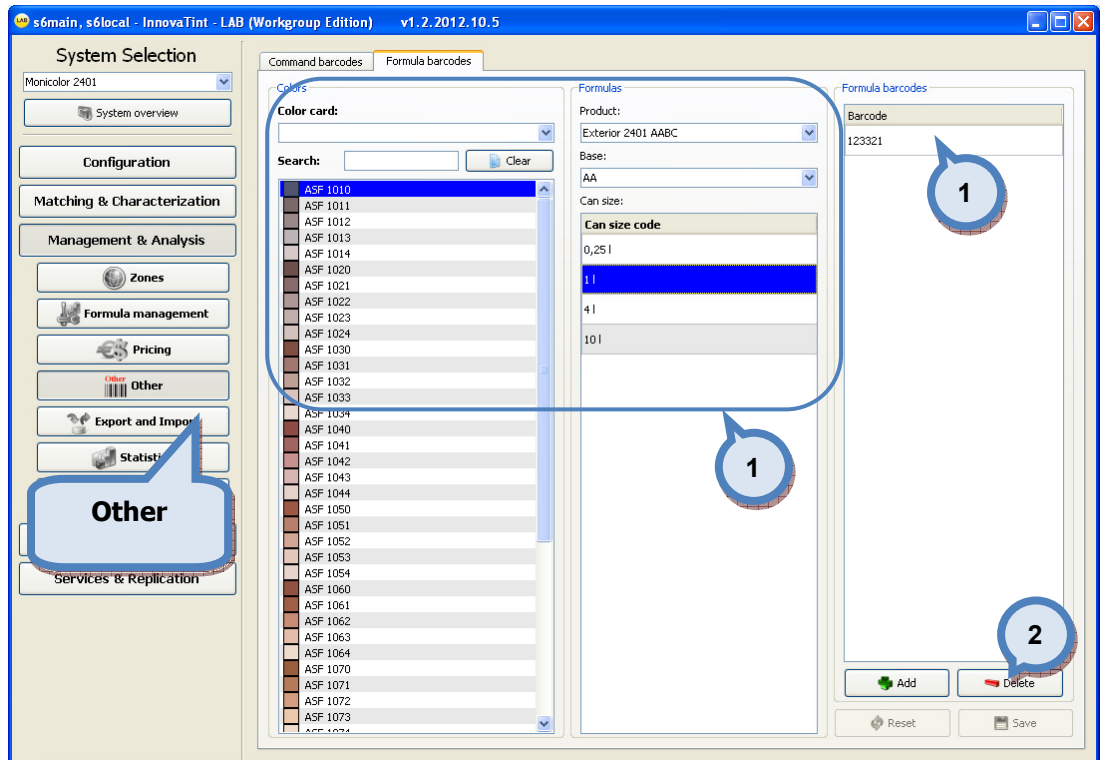 s6main, s6local - InnovaTint - LAB (Workgroup Edition) v1.2.2012.10.5
System Selection
Monicolor 2401
System overview
Configuration
Matching & Characterization
Management & Analysis
Zones
Formula management
Pricing
Other
Other
Export and Import
Other
Services & Replication
Command barcodes
Formula barcodes
Colors
Color card:
Search:
Clear
ASF 1010
ASF 1011
ASF 1012
ASF 1013
ASF 1014
ASF 1020
ASF 1021
ASF 1022
ASF 1023
ASF 1024
ASF 1030
ASF 1031
ASF 1032
ASF 1033
ASF 1034
ASF 1040
ASF 1041
ASF 1042
ASF 1043
ASF 1044
ASF 1050
ASF 1051
ASF 1052
ASF 1053
ASF 1054
ASF 1060
ASF 1061
ASF 1062
ASF 1063
ASF 1064
ASF 1070
ASF 1071
ASF 1072
ASF 1073
ASF 1074
Formulas
Product:
Exterior 2401 AABC
Base:
AA
Can size:
Can size code
0,25 l
1 l
4 l
10 l
1
Formula barcodes
Barcode
123321
1
2
Add
Delete
Reset
Save